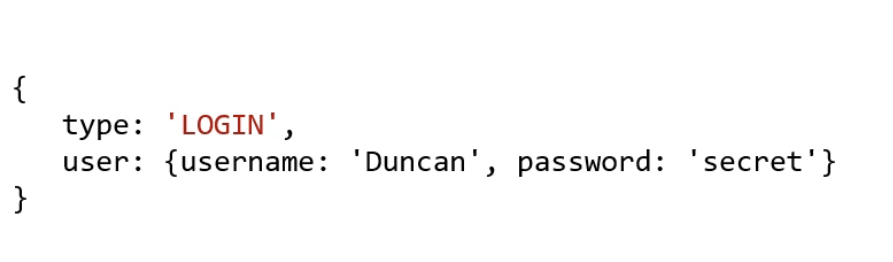 {
type: 'LOGIN',
user: {username: 'Duncan', password: 'secret'}
}